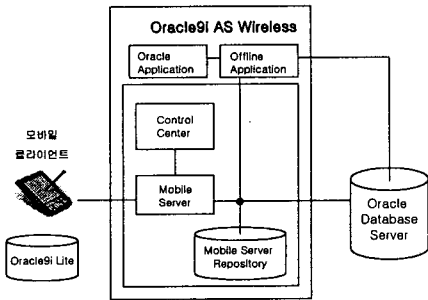 Oracle9i AS Wireless
Oracle
Application
Offline
Application
Control
Center
모바일
클라이언트
Mobile
Server
Oracle
Database
Server
Oracle9i Lite
Mobile Server
Repository